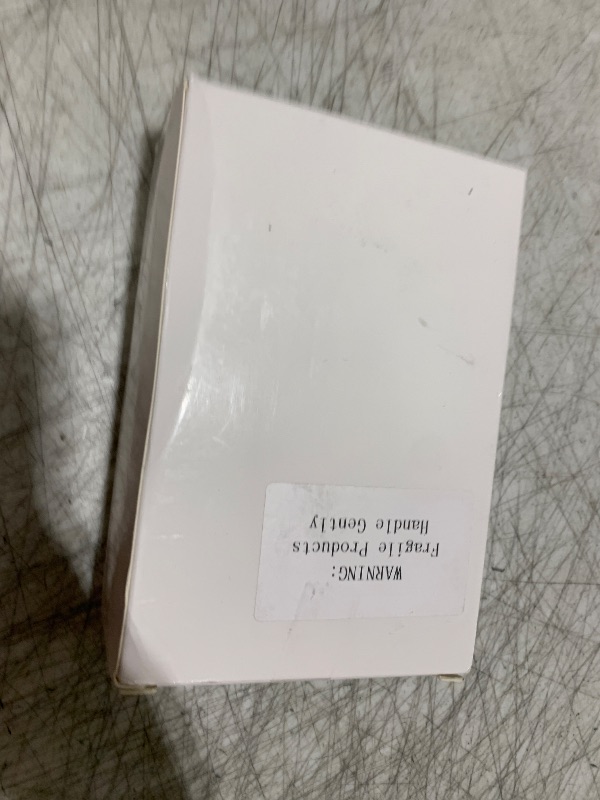 WARNING:
Fragile Products
Handle Gently